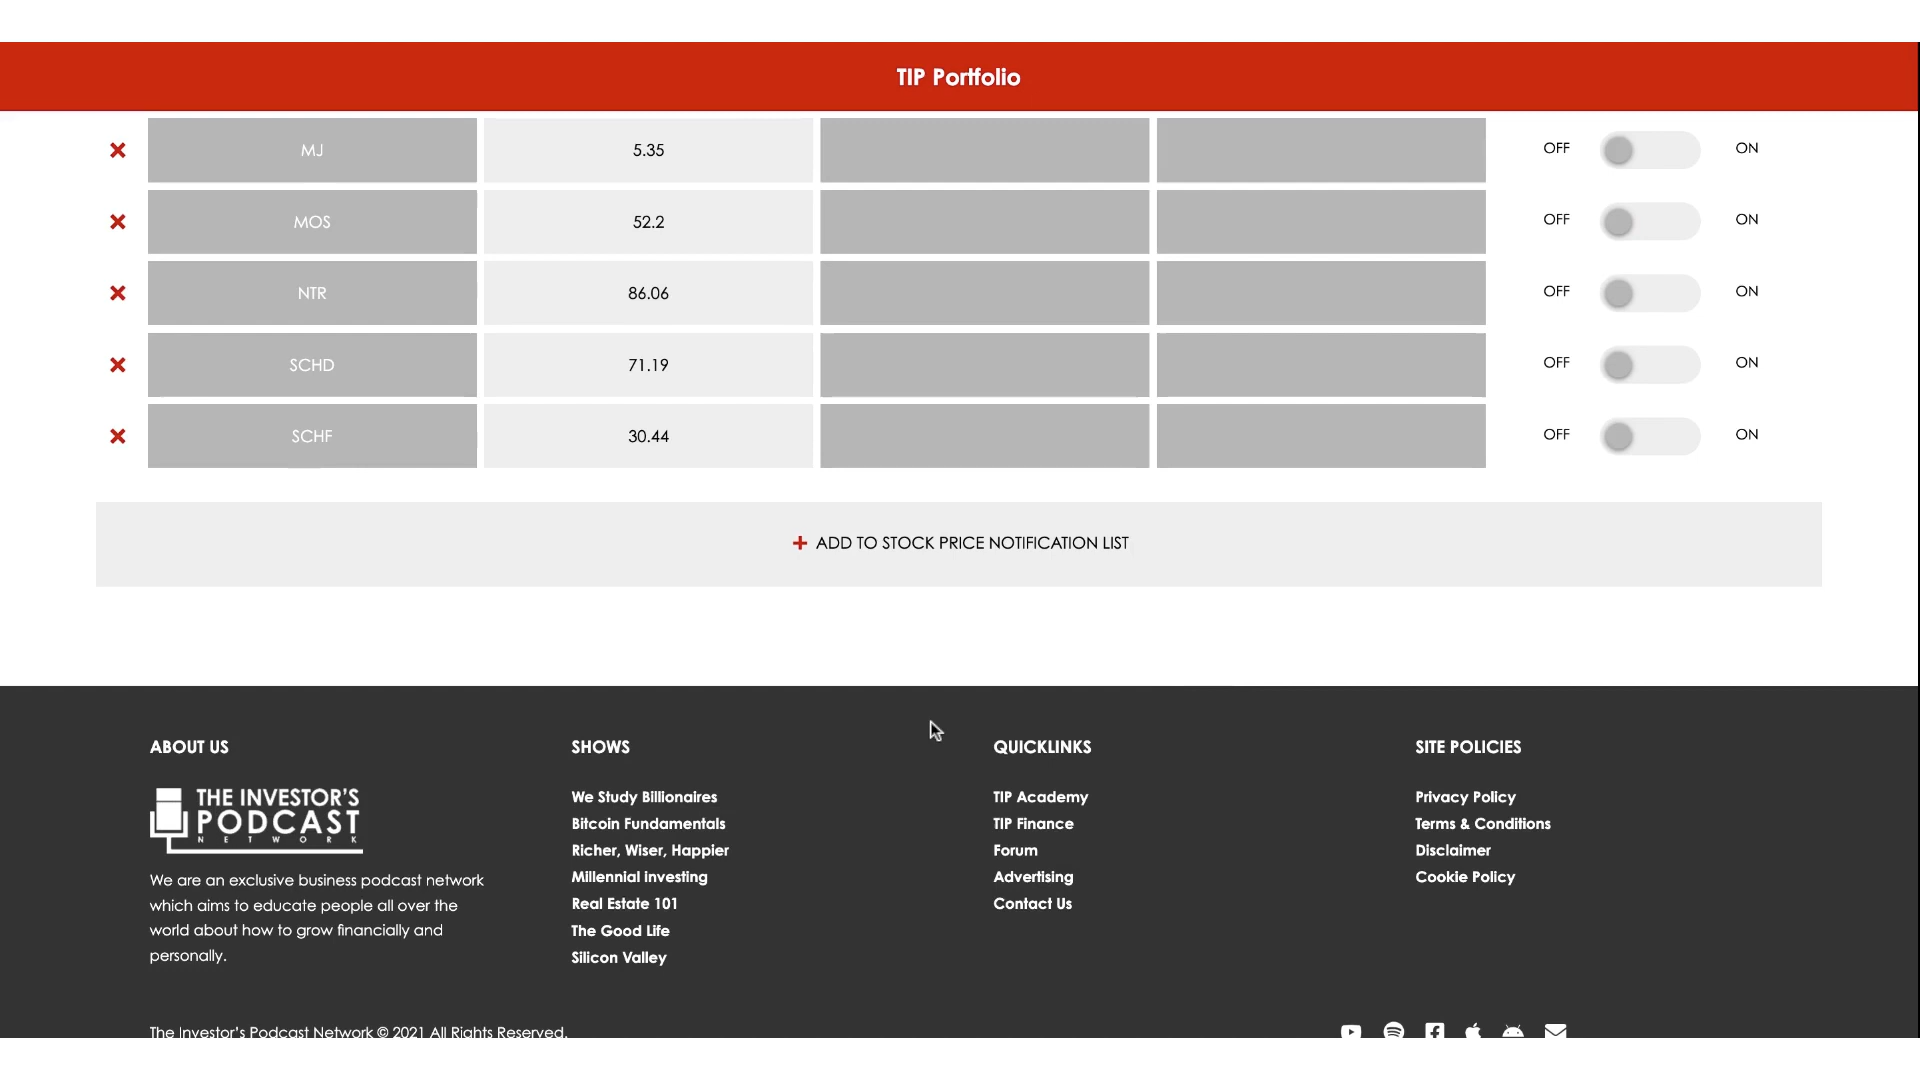 TIP Portfolio
MJ 5.35 OFF ON
MOS 52.2 OFF ON
NTR 86.06 OFF ON
SCHD 71.19 OFF ON
SCHF 30.44 OFF ON
+ ADD TO STOCK PRICE NOTIFICATION LIST
ABOUT US
THE INVESTOR'S
PODCAST
NETWORK
We are an exclusive business podcast network
which aims to educate people all over the
world about how to grow financially and
personally.
SHOWS
We Study Billionaires
Bitcoin Fundamentals
Richer, Wiser, Happier
Millennial Investing
Real Estate 101
The Good Life
Silicon Valley
QUICKLINKS
TIP Academy
TIP Finance
Forum
Advertising
Contact Us
SITE POLICIES
Privacy Policy
Terms & Conditions
Disclaimer
Cookie Policy
The Investor's Podcast Network © 2021 All Rights Reserved.